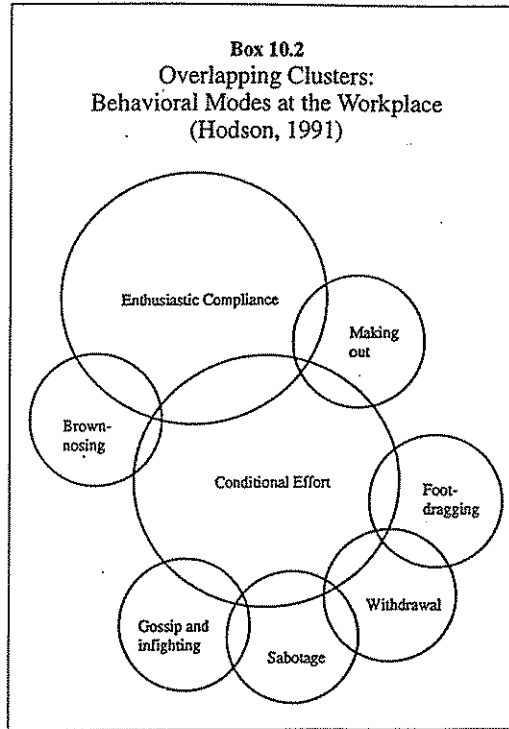 Box 10.2
Overlapping Clusters:
Behavioral Modes at the Workplace
(Hodson, 1991)
Enthusiastic Compliance
Making
out
Brown-
nosing
Conditional Effort
Foot-
dragging
Withdrawal
Gossip and
infighting
Sabotage